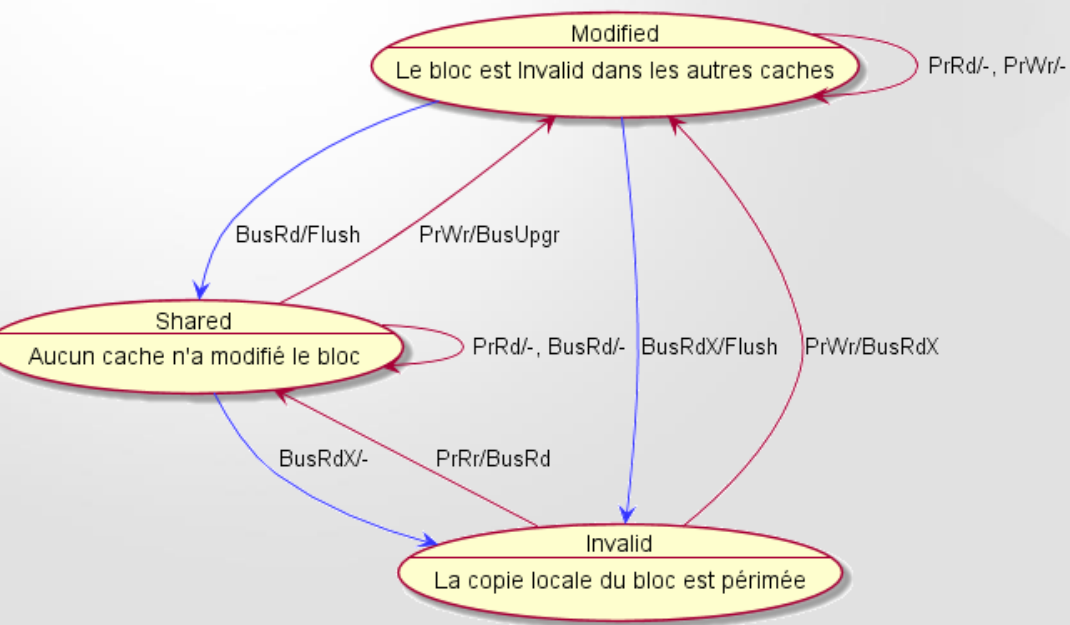 Modified
Le bloc est Invalid dans les autres caches
PrRd/-, PrWr/-
BusRd/Flush
PrWr/BusUpgr
Shared
Aucun cache n'a modifié le bloc
PrRd/-, BusRd/-
BusRdX/Flush
PrWr/BusRdX
BusRdX/-
PrRr/BusRd
Invalid
La copie locale du bloc est périmée